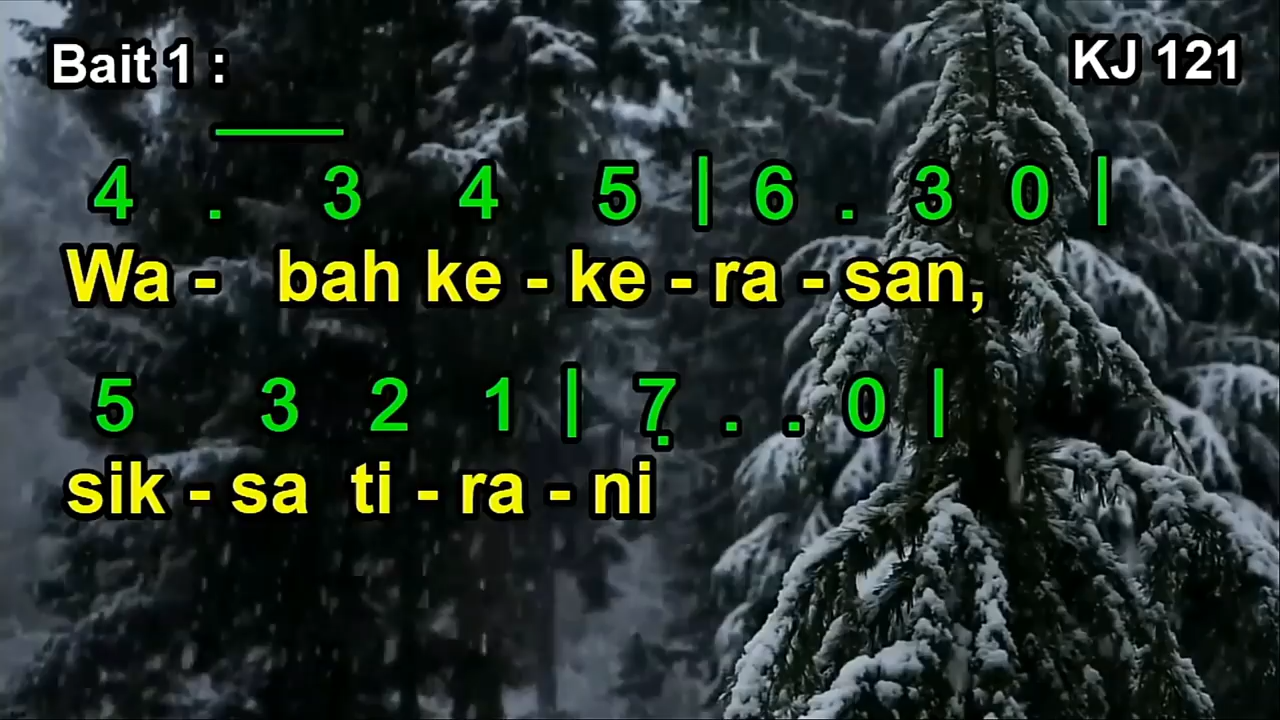 Bait 1 : KJ 121
4 . 3 4 5 | 6 . 3 0 |
Wa - bah ke - ke - ra - san,
5 3 2 1 | 7̣ . . 0 |
sik - sa ti - ra - ni